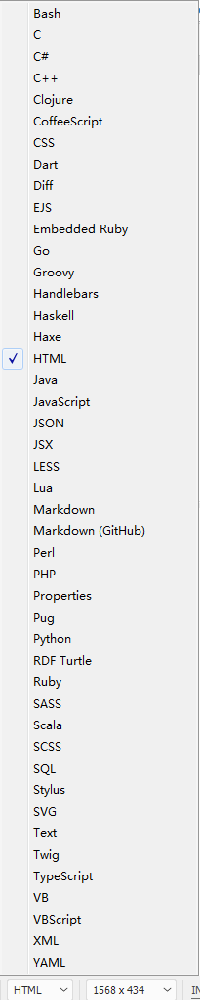 Bash
C
C#
C++
Clojure
CoffeeScript
CSS
Dart
Diff
EJS
Embedded Ruby
Go
Groovy
Handlebars
Haskell
Haxe
HTML
Java
JavaScript
JSON
JSX
LESS
Lua
Markdown
Markdown (GitHub)
Perl
PHP
Properties
Pug
Python
RDF Turtle
Ruby
SASS
Scala
SCSS
SQL
Stylus
SVG
Text
Twig
TypeScript
VB
VBScript
XML
YAML
HTML 1568 x 434 IN